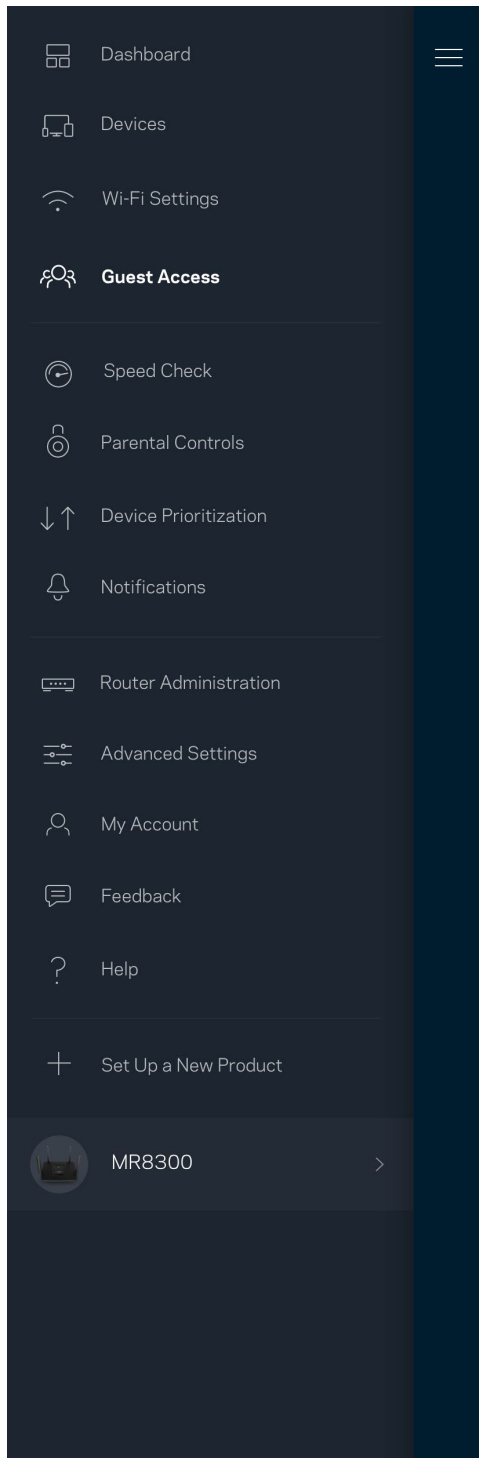 Dashboard
Devices
Wi-Fi Settings
Guest Access
Speed Check
Parental Controls
Device Prioritization
Notifications
Router Administration
Advanced Settings
My Account
Feedback
Help
Set Up a New Product
MR8300